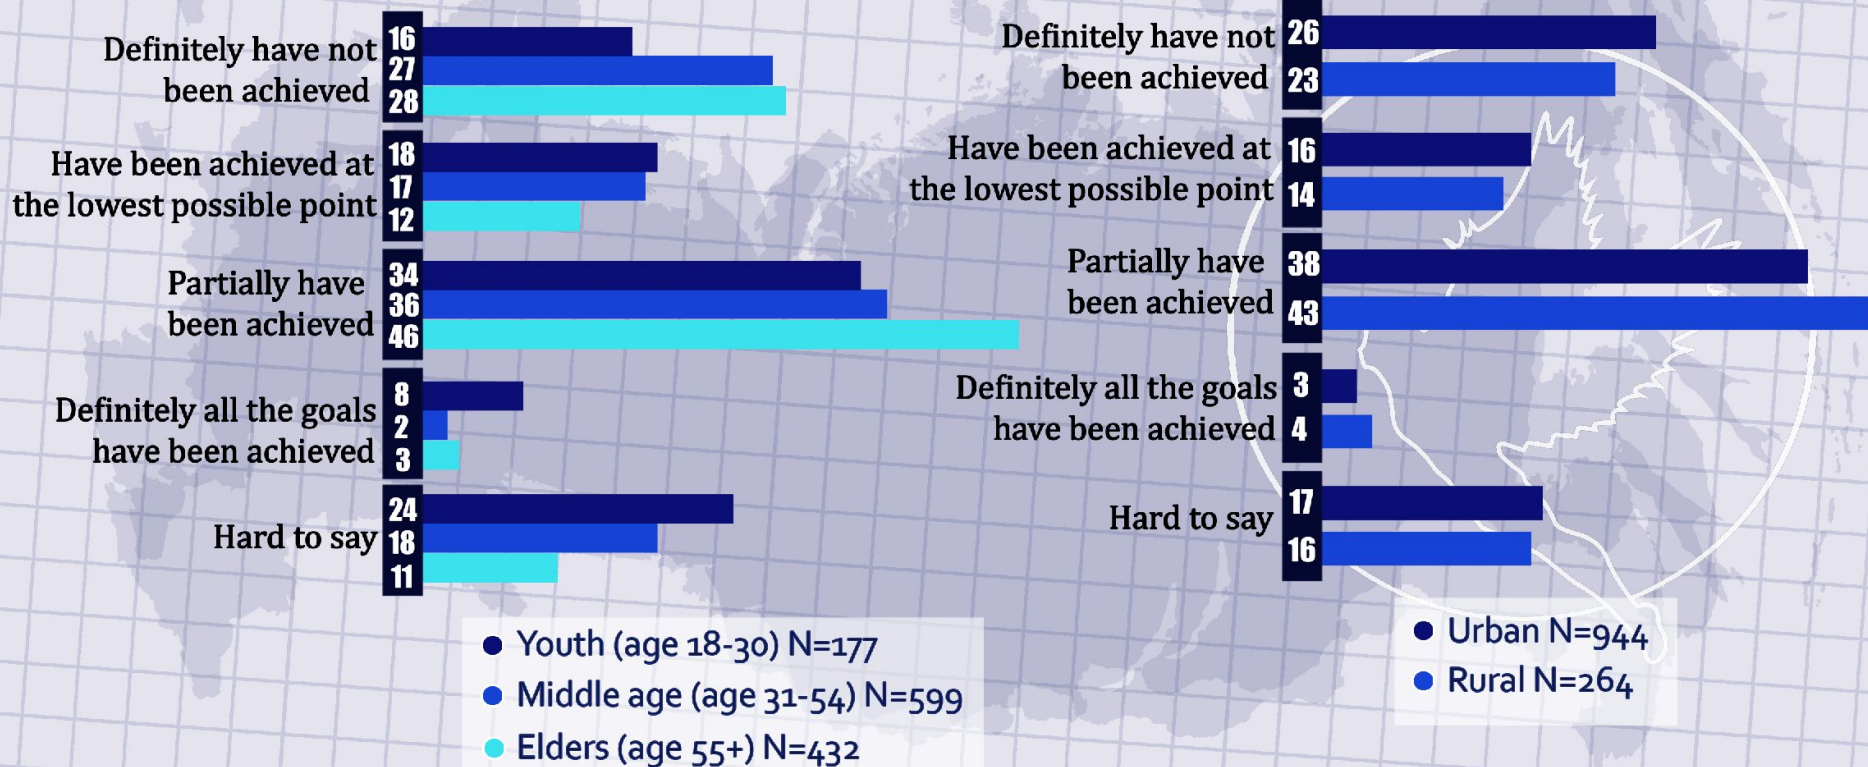 Definitely have not
been achieved
16
27
28
Have been achieved at
the lowest possible point
18
17
12
Partially have
been achieved
34
36
46
Definitely all the goals
have been achieved
8
2
3
Hard to say
24
18
11
Youth (age 18-30) N=177
Middle age (age 31-54) N=599
Elders (age 55+) N=432
Definitely have not
been achieved
26
23
Have been achieved at
the lowest possible point
16
14
Partially have
been achieved
38
43
Definitely all the goals
have been achieved
3
4
Hard to say
17
16
Urban N=944
Rural N=264